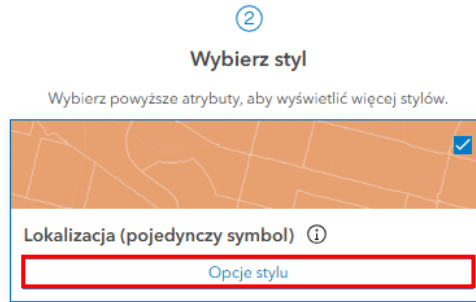 2
Wybierz styl
Wybierz powyższe atrybuty, aby wyświetlić więcej stylów.
Lokalizacja (pojedynczy symbol)
Opcje stylu